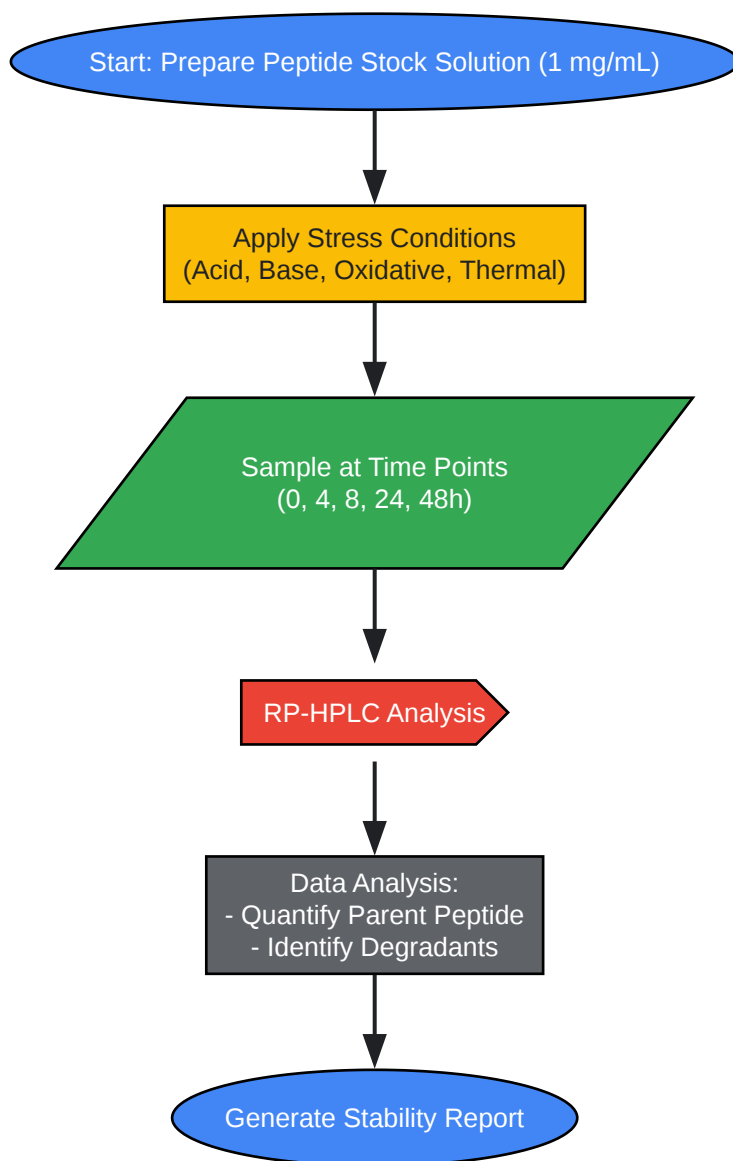 Start: Prepare Peptide Stock Solution (1 mg/mL)
Apply Stress Conditions
(Acid, Base, Oxidative, Thermal)
Sample at Time Points
(0, 4, 8, 24, 48h)
RP-HPLC Analysis
Data Analysis:
- Quantify Parent Peptide
- Identify Degradants
Generate Stability Report